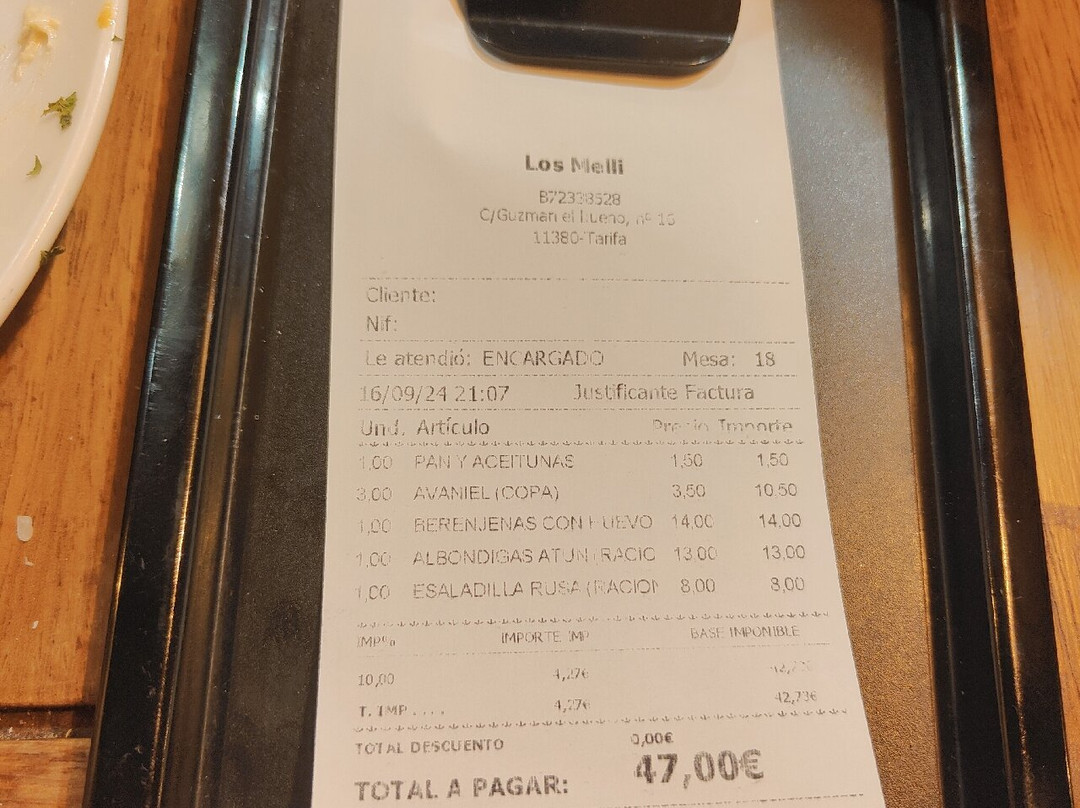 Los Melli
B72338528
C/Guzman el bueno, nº 16
11380-Tarifa
Cliente:
Nif:
Le atendió: ENCARGADO Mesa: 18
16/09/24 21:07 Justificante Factura
Und. Artículo Precio Importe
1,00 PAN Y ACEITUNAS 1,50 1,50
3,00 AVANIEL (COPA) 3,50 10,50
1,00 BERENJENAS CON HUEVO 14,00 14,00
1,00 ALBONDIGAS ATUN (RACIO 13,00 13,00
1,00 ESALADILLA RUSA (RACION 8,00 8,00
IMP% IMPORTE IMP BASE IMPONIBLE
10,00 4,27€
T. IMP . . . . 4,27€ 42,73€
TOTAL DESCUENTO 0,00€
TOTAL A PAGAR: 47,00€